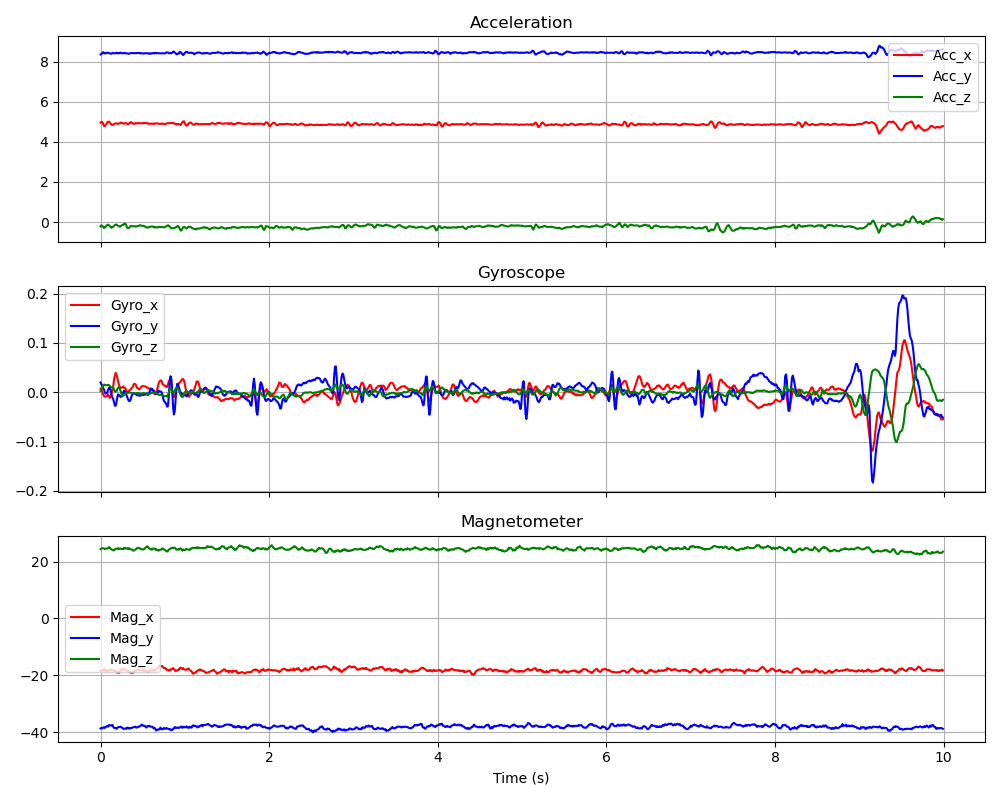 Acceleration
8
6
4
2
0
Acc_x
Acc_y
Acc_z
Gyroscope
0.2
0.1
0.0
−0.1
−0.2
Gyro_x
Gyro_y
Gyro_z
Magnetometer
20
0
−20
−40
Mag_x
Mag_y
Mag_z
0 2 4 6 8 10
Time (s)